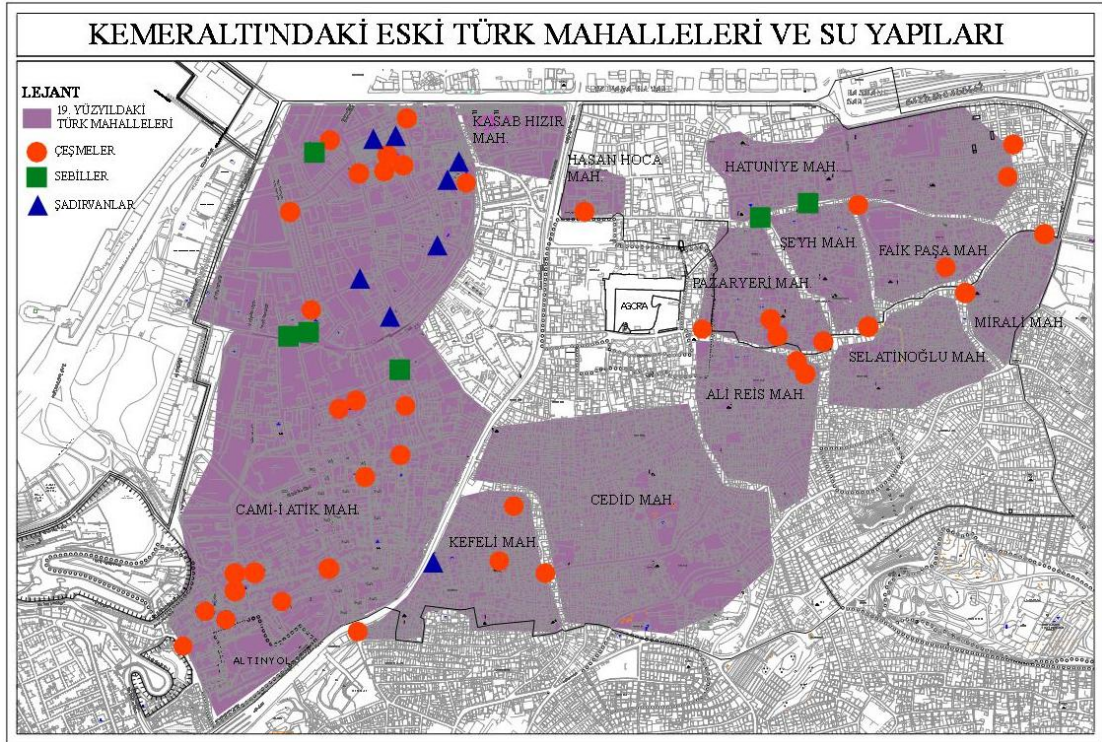 KEMERALTI'NDAKİ ESKİ TÜRK MAHALLELERİ VE SU YAPILARI
LEJANT
19. YÜZYILDAKİ
TÜRK MAHALLELERİ
ÇEŞMELER
SEBİLLER
ŞADIRVANLAR
KASAB HIZIR
MAH.
HASAN HOCA
MAH.
HATUNİYE MAH.
ŞEYH MAH.
FAİK PAŞA MAH.
PAZARYERİ MAH.
AGORA
MİRALİ MAH.
SELATİNOĞLU MAH.
ALİ REİS MAH.
CEDİD MAH.
CAMİ-İ ATİK MAH.
KEFELİ MAH.
ALTINYOL